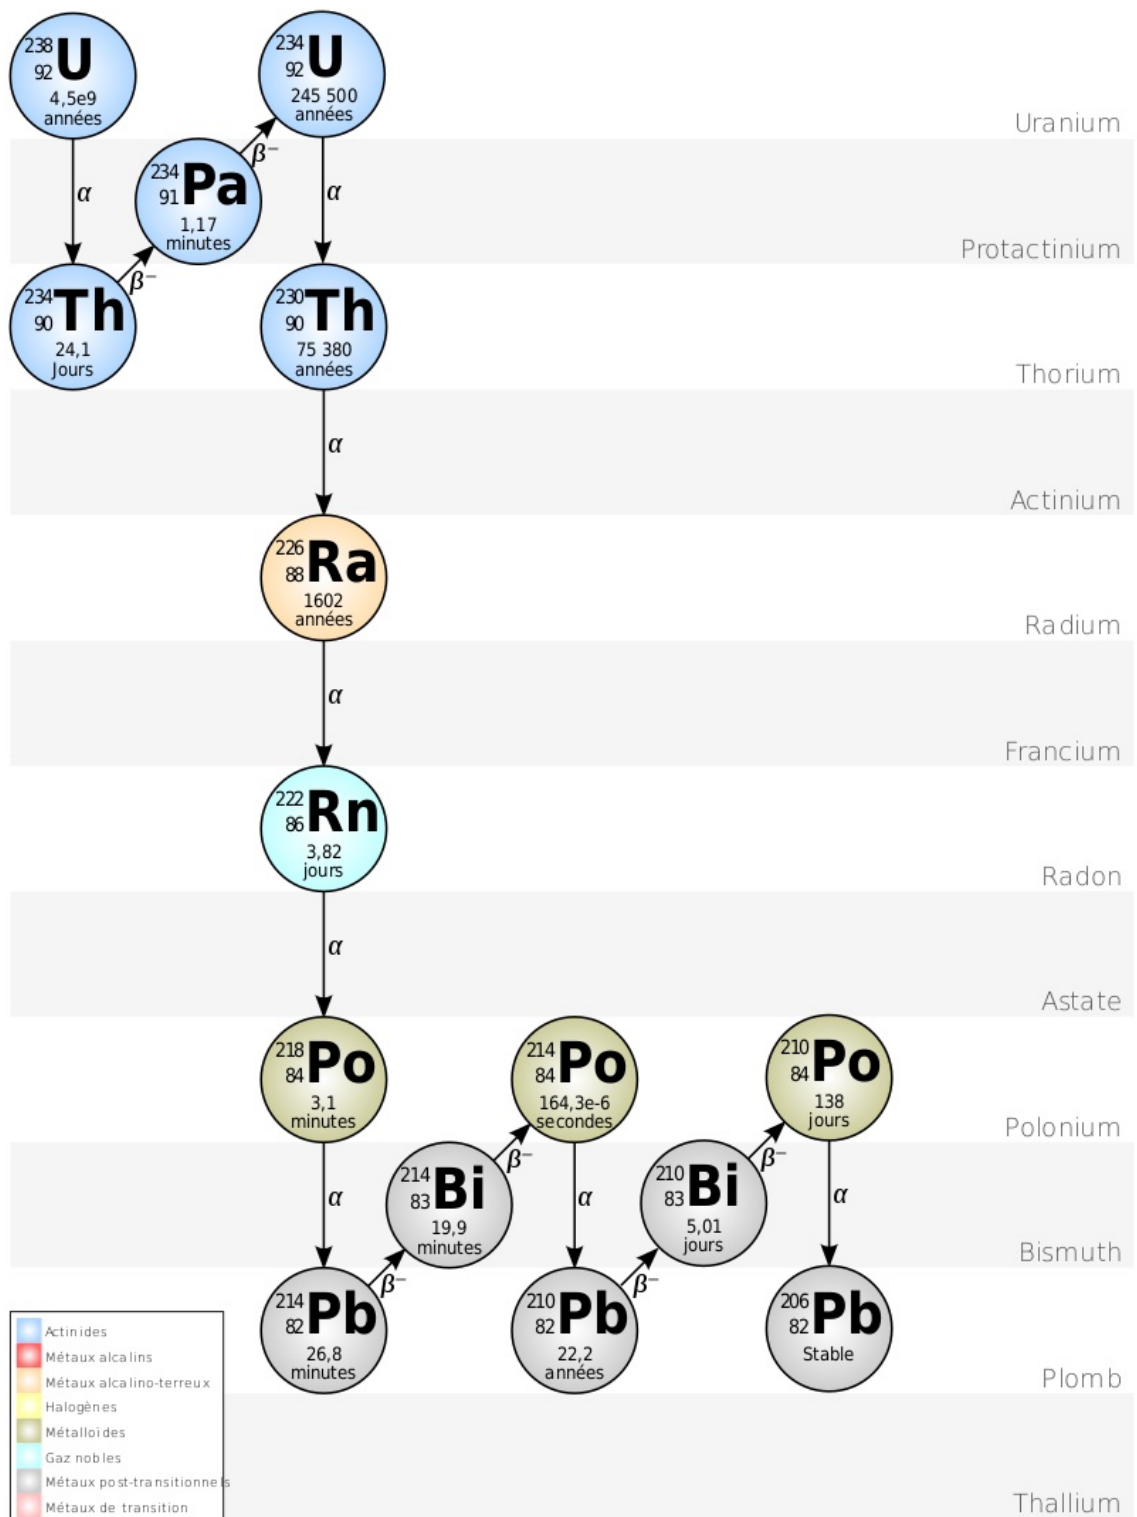 238
92 U
4,5e9
années
234
92 U
245 500
années
Uranium
α
β⁻
234
91 Pa
1,17
minutes
α
Protactinium
β⁻
234
90 Th
24,1
Jours
230
90 Th
75 380
années
Thorium
α
Actinium
226
88 Ra
1602
années
Radium
α
Francium
222
86 Rn
3,82
jours
Radon
α
Astate
218
84 Po
3,1
minutes
214
84 Po
164,3e-6
secondes
210
84 Po
138
jours
Polonium
α
214
83 Bi
19,9
minutes
β⁻
α
210
83 Bi
5,01
jours
β⁻
α
Bismuth
β⁻
β⁻
214
82 Pb
26,8
minutes
210
82 Pb
22,2
années
206
82 Pb
Stable
Plomb
Actinides
Métaux alcalins
Métaux alcalino-terreux
Halogènes
Métalloïdes
Gaz nobles
Métaux post-transitionnels
Métaux de transition
Thallium